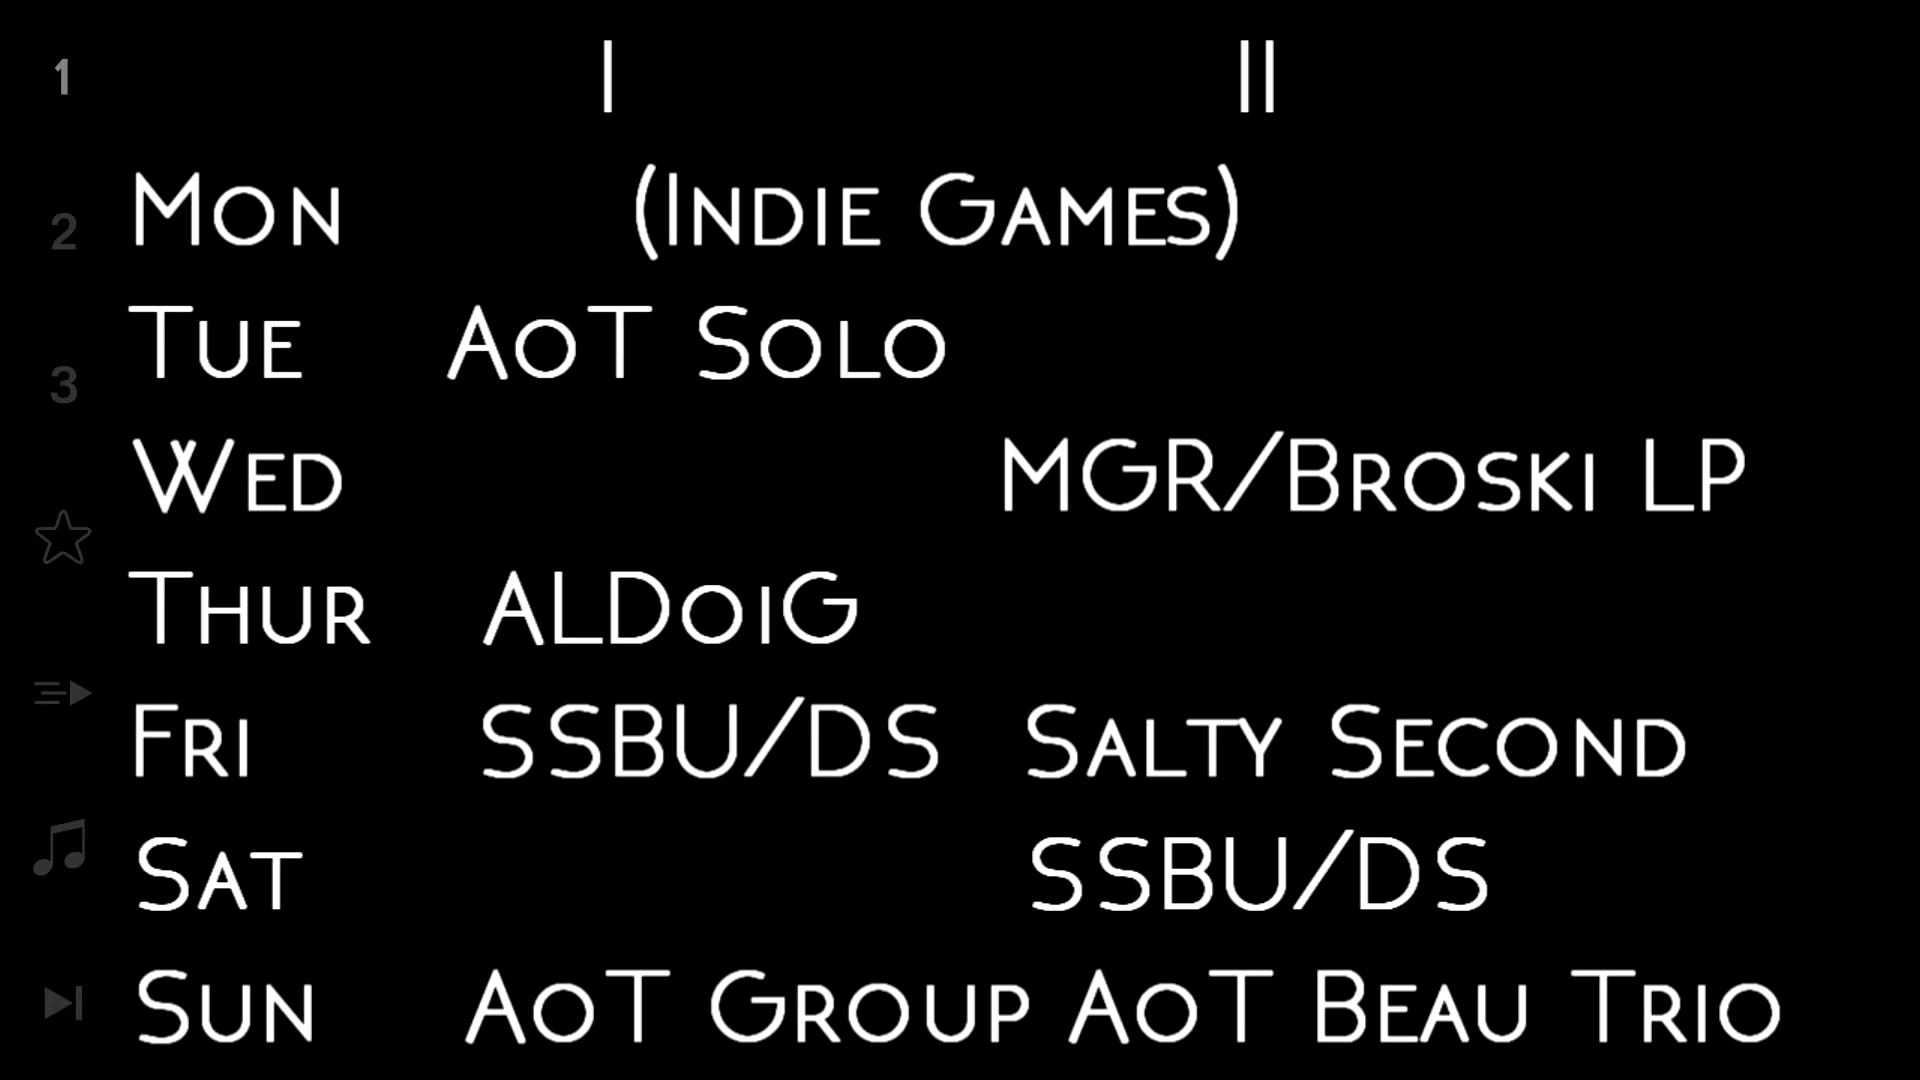 1 I II
2 Mon (Indie Games)
Tue AoT Solo
3
Wed MGR/Broski LP
Thur ALDoiG
Fri SSBU/DS Salty Second
Sat SSBU/DS
Sun AoT Group AoT Beau Trio